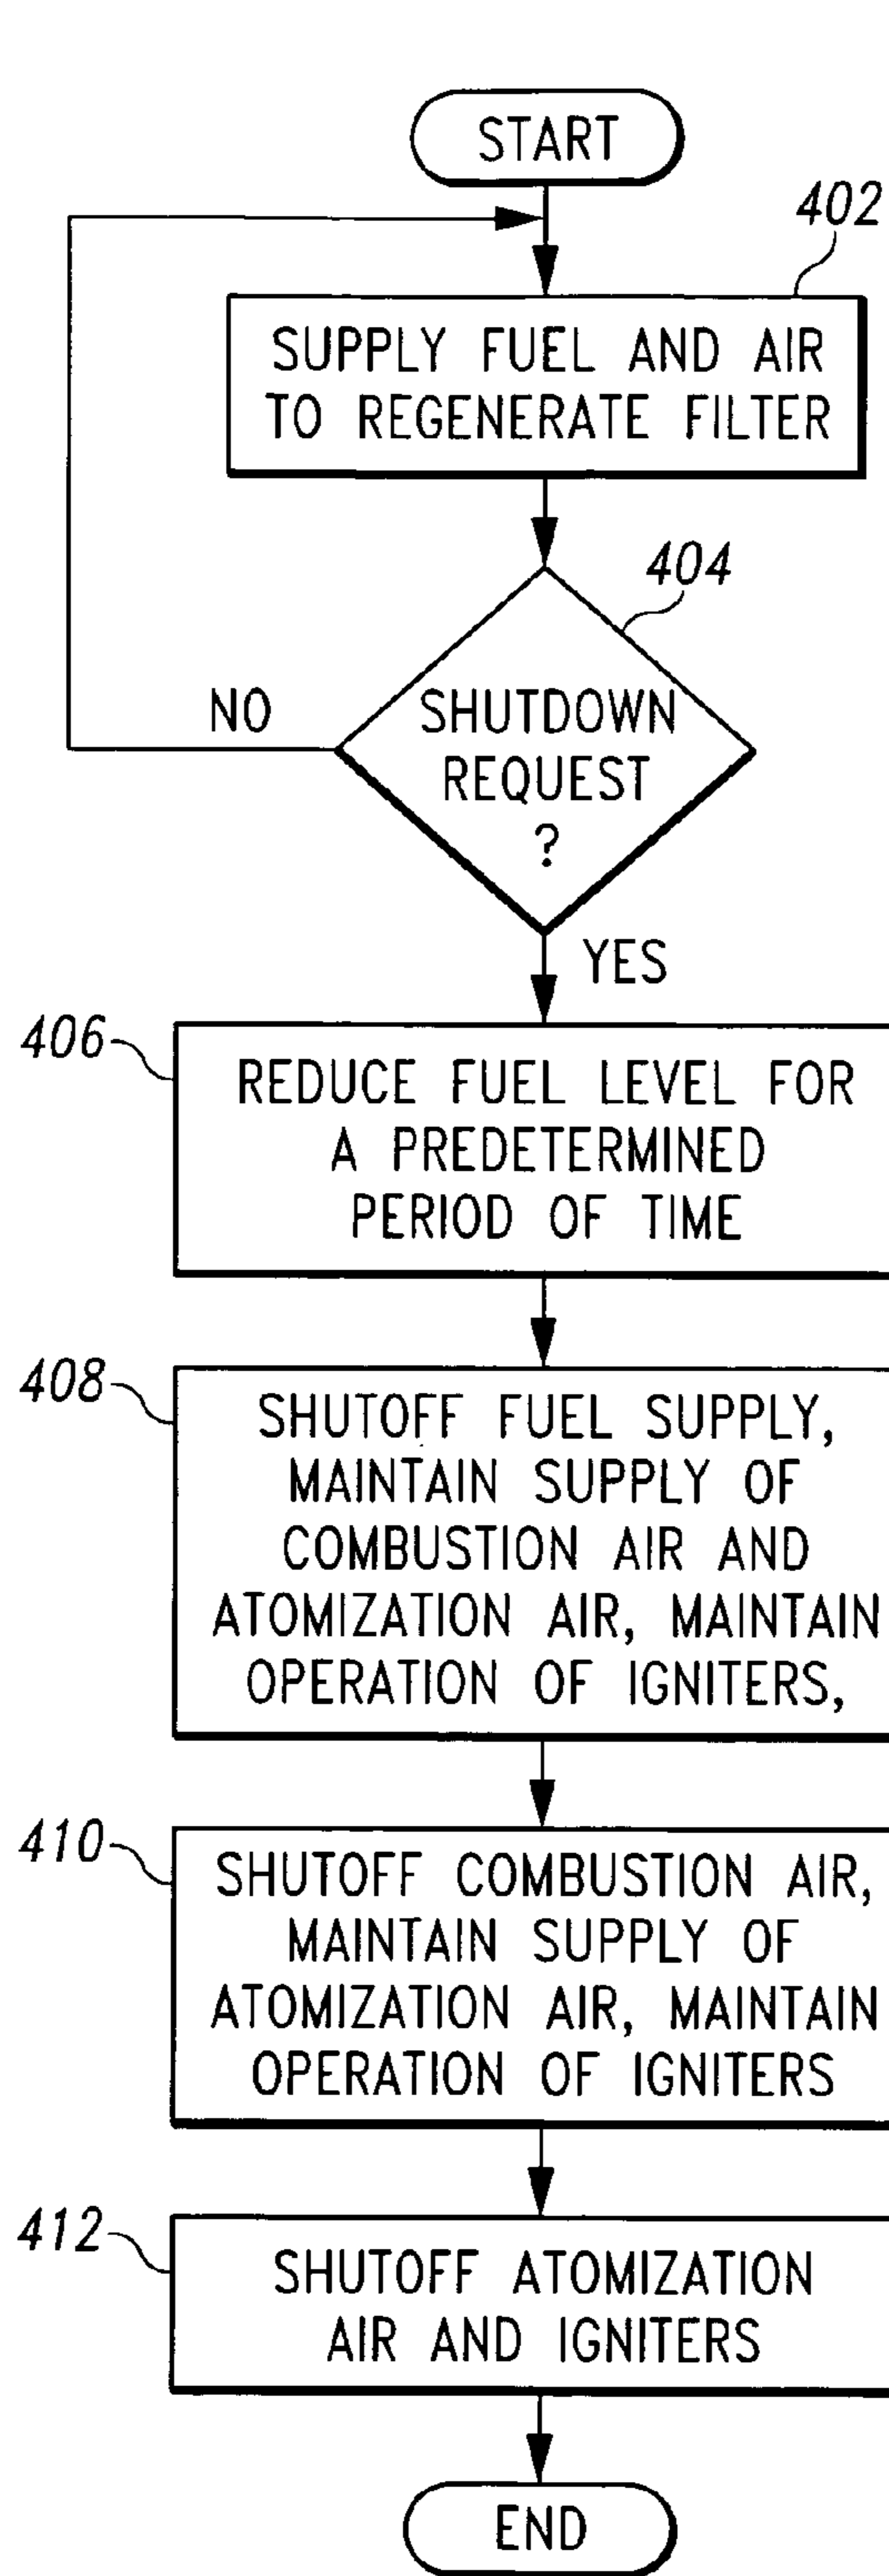 START
402
SUPPLY FUEL AND AIR
TO REGENERATE FILTER
404
NO
SHUTDOWN
REQUEST
?
YES
406
REDUCE FUEL LEVEL FOR
A PREDETERMINED
PERIOD OF TIME
408
SHUTOFF FUEL SUPPLY,
MAINTAIN SUPPLY OF
COMBUSTION AIR AND
ATOMIZATION AIR, MAINTAIN
OPERATION OF IGNITERS,
410
SHUTOFF COMBUSTION AIR,
MAINTAIN SUPPLY OF
ATOMIZATION AIR, MAINTAIN
OPERATION OF IGNITERS
412
SHUTOFF ATOMIZATION
AIR AND IGNITERS
END